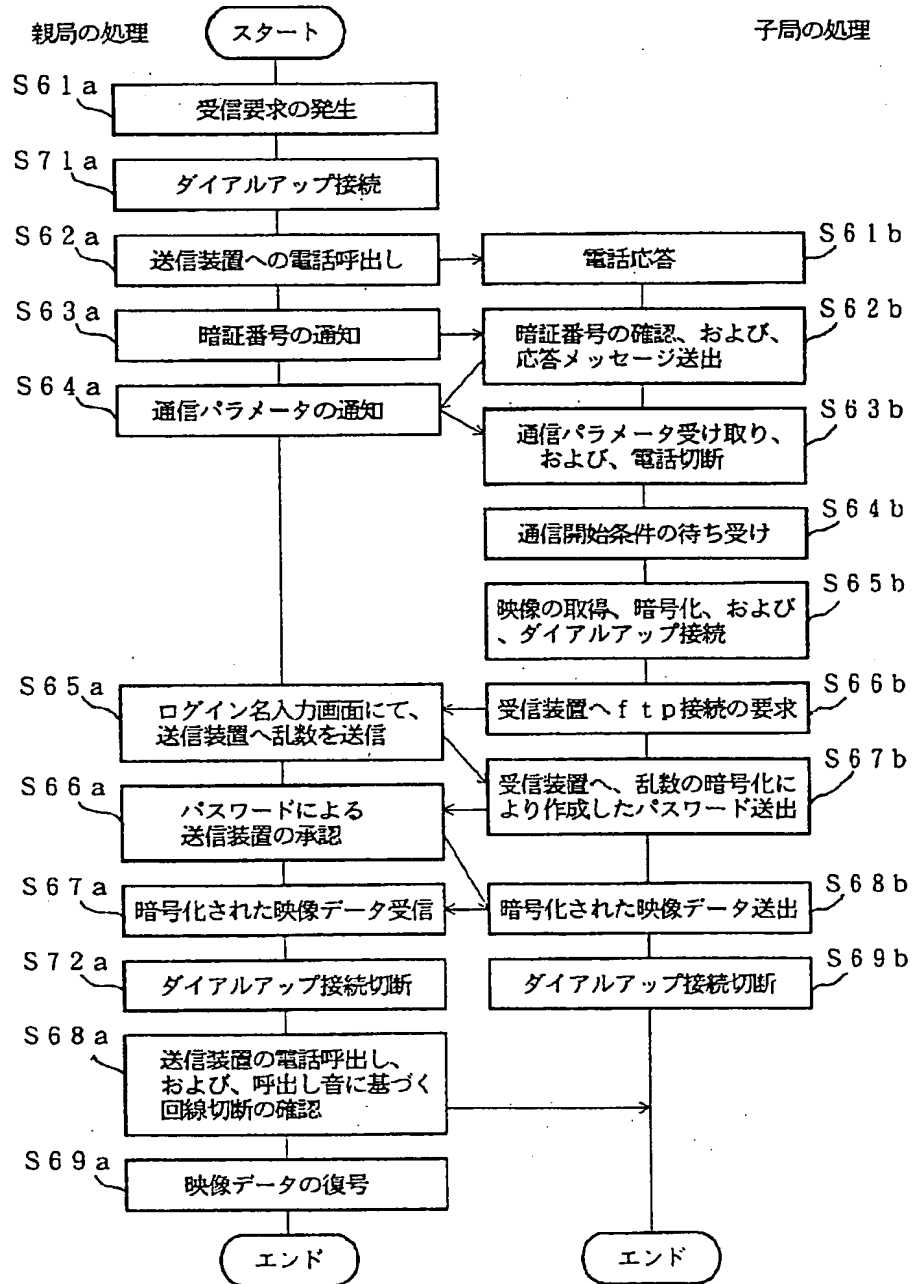 親局の処理
スタート
子局の処理
S61a
受信要求の発生
S71a
ダイアルアップ接続
S62a
送信装置への電話呼出し
S61b
電話応答
S63a
暗証番号の通知
S62b
暗証番号の確認、および、
応答メッセージ送出
S64a
通信パラメータの通知
S63b
通信パラメータ受け取り、
および、電話切断
S64b
通信開始条件の待ち受け
S65b
映像の取得、暗号化、および
、ダイアルアップ接続
S65a
ログイン名入力画面にて、
送信装置へ乱数を送信
S66b
受信装置へftp接続の要求
S66a
パスワードによる
送信装置の承認
S67b
受信装置へ、乱数の暗号化に
より作成したパスワード送出
S67a
暗号化された映像データ受信
S68b
暗号化された映像データ送出
S72a
ダイアルアップ接続切断
S69b
ダイアルアップ接続切断
S68a
送信装置の電話呼出し、
および、呼出し音に基づく
回線切断の確認
S69a
映像データの復号
エンド
エンド